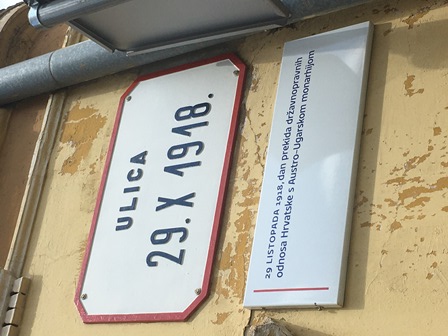 ULICA
29. X 1918.
29 LISTOPADA 1918, dan prekida državnopravnih
odnosa Hrvatske s Austro-Ugarskom monarhijom